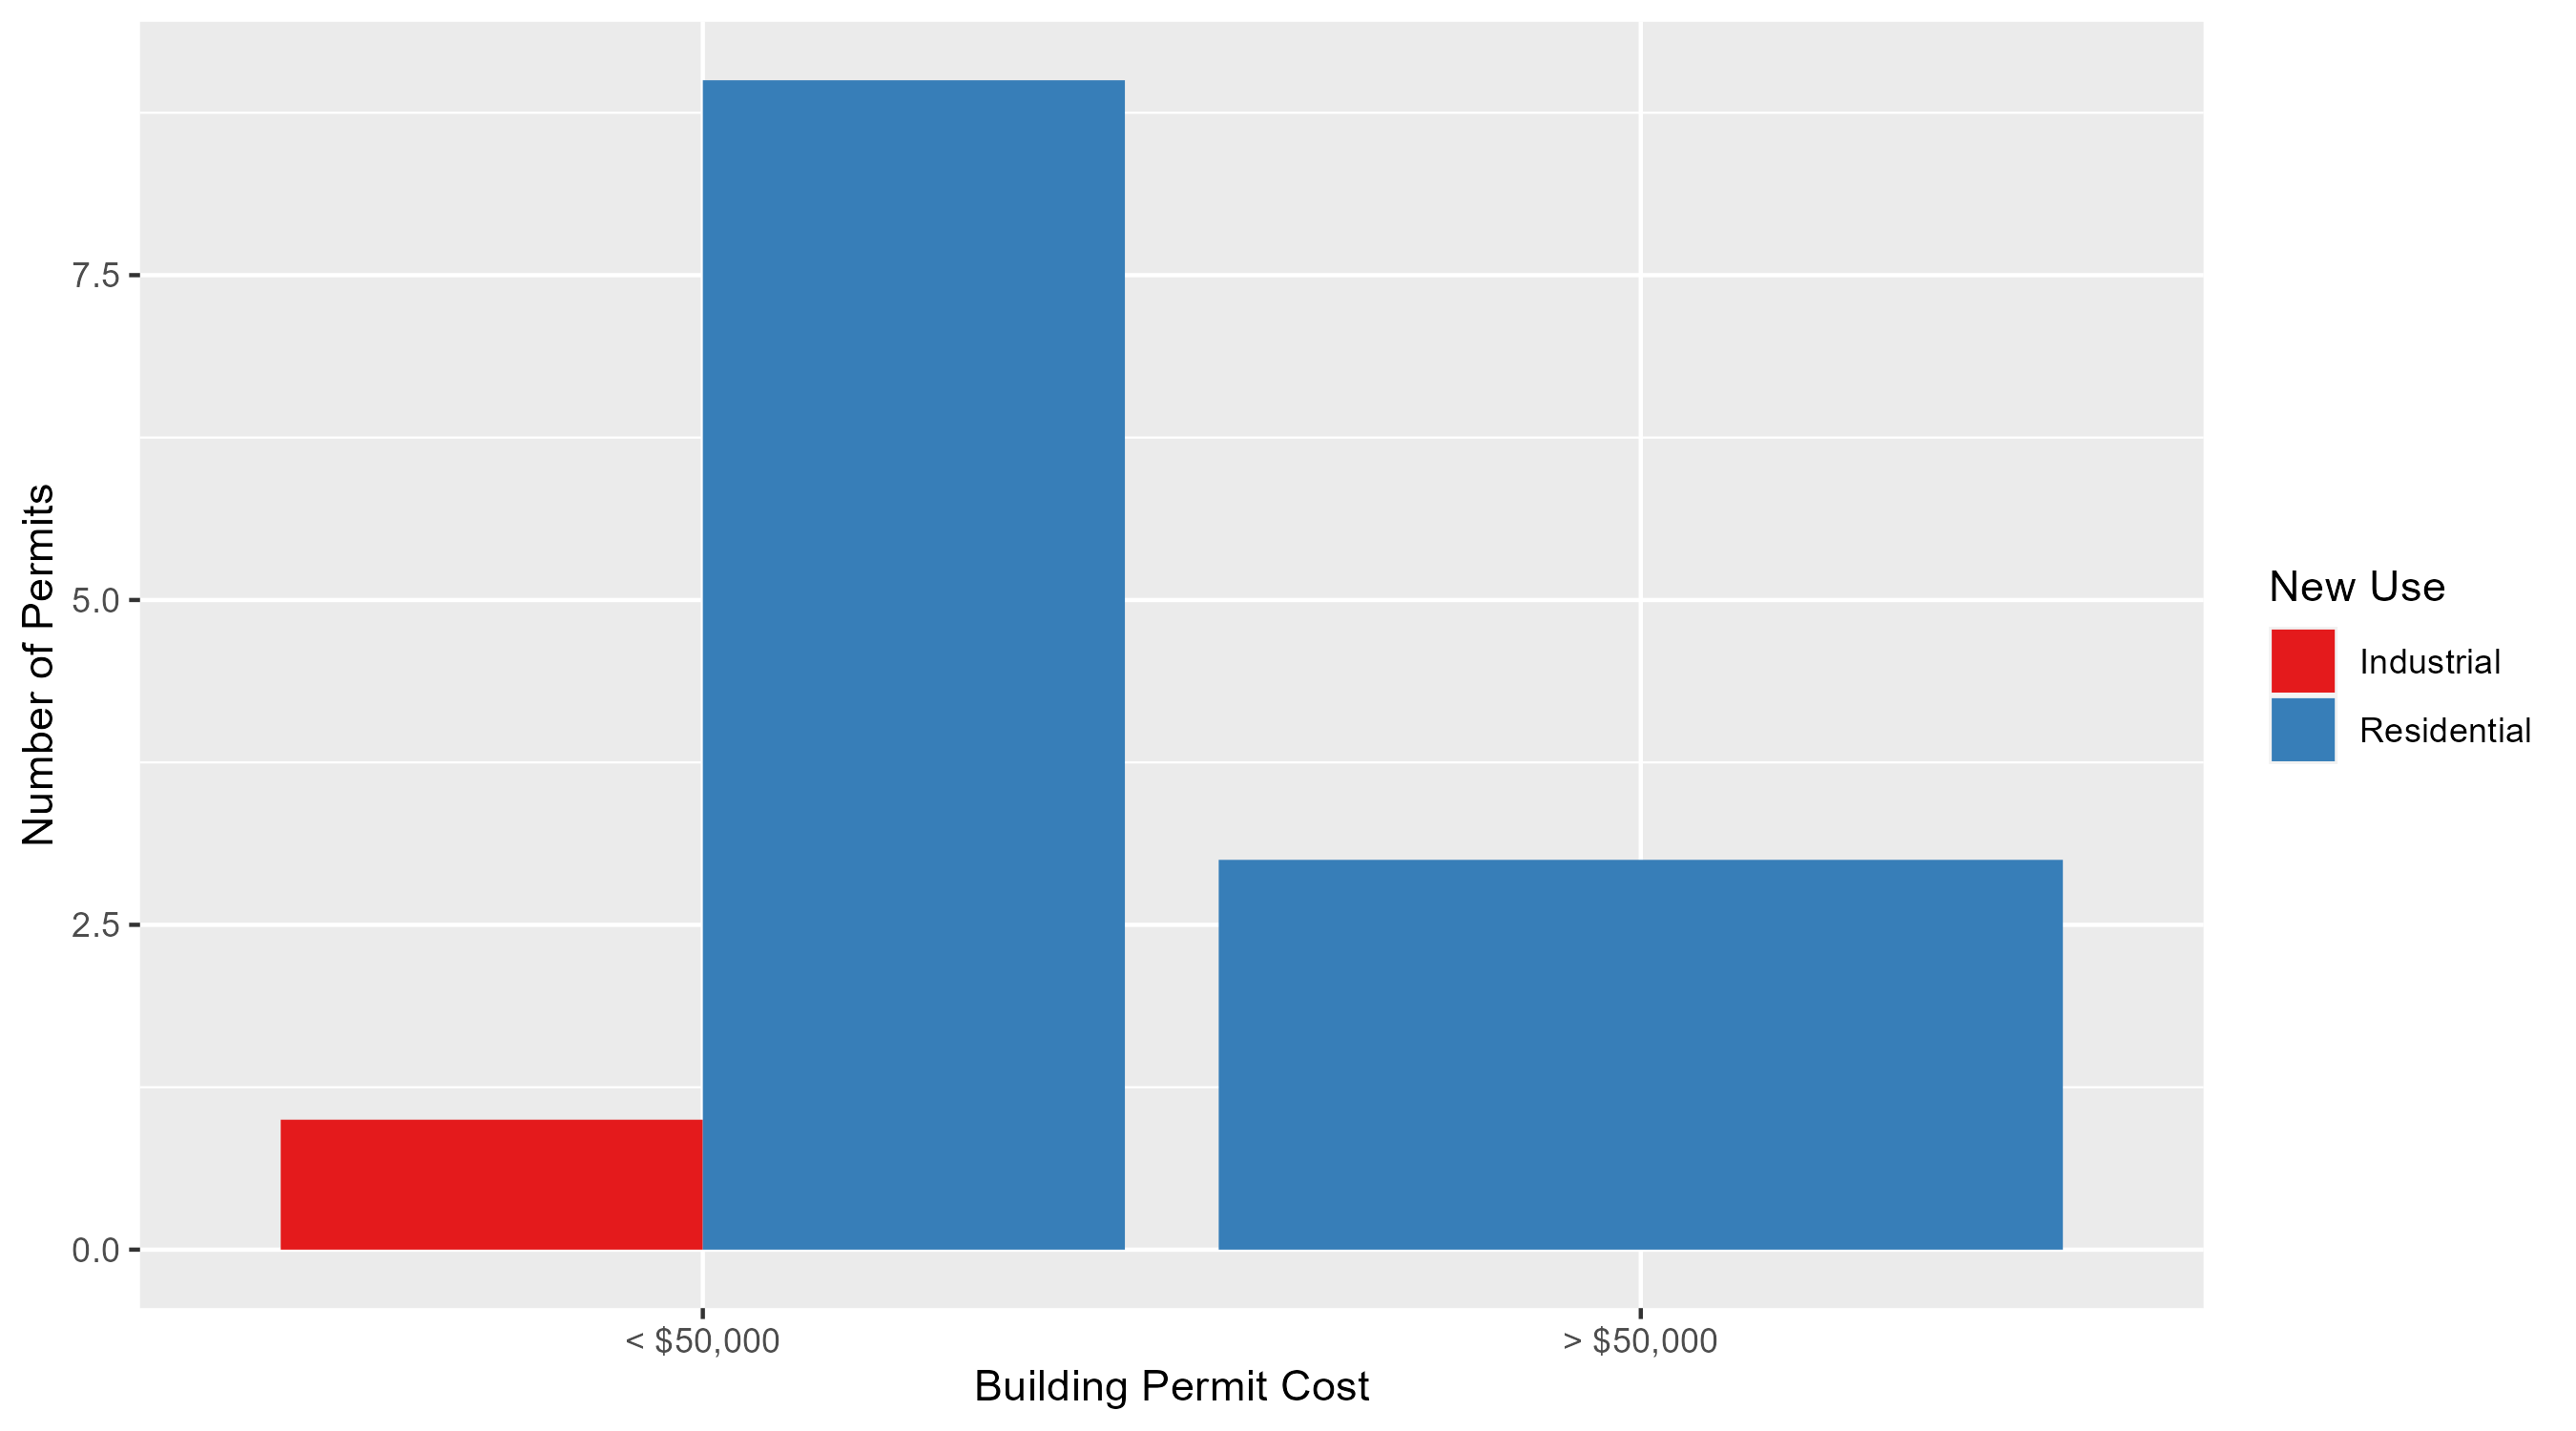 Number of Permits
7.5
5.0
2.5
0.0
< $50,000
> $50,000
Building Permit Cost
New Use
Industrial
Residential